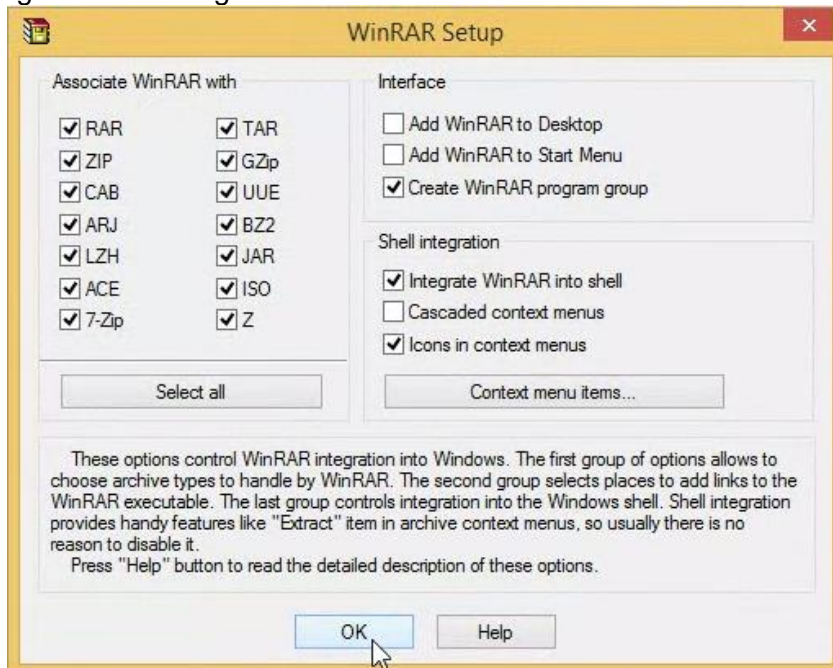 WinRAR Setup
Associate WinRAR with
RAR
TAR
ZIP
GZip
CAB
UUE
ARJ
BZ2
LZH
JAR
ACE
ISO
7-Zip
Z
Select all
Interface
Add WinRAR to Desktop
Add WinRAR to Start Menu
Create WinRAR program group
Shell integration
Integrate WinRAR into shell
Cascaded context menus
Icons in context menus
Context menu items...
These options control WinRAR integration into Windows. The first group of options allows to
choose archive types to handle by WinRAR. The second group selects places to add links to the
WinRAR executable. The last group controls integration into the Windows shell. Shell integration
provides handy features like "Extract" item in archive context menus, so usually there is no
reason to disable it.
Press "Help" button to read the detailed description of these options.
OK
Help